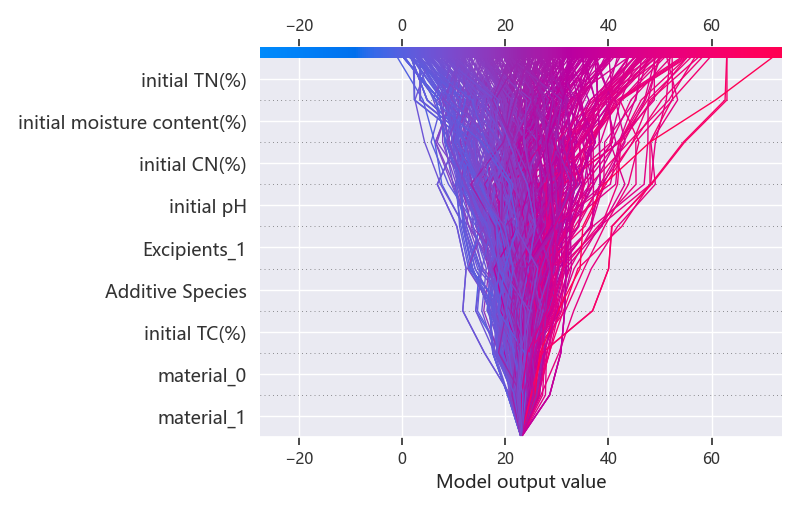 −20 0 20 40 60
initial TN(%)
initial moisture content(%)
initial CN(%)
initial pH
Excipients_1
Additive Species
initial TC(%)
material_0
material_1
−20 0 20 40 60
Model output value